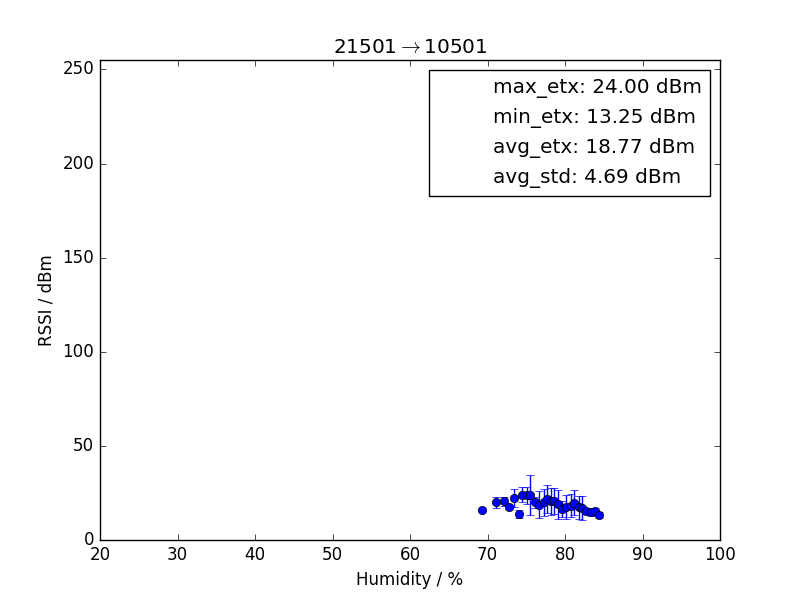 21501→10501
max_etx: 24.00 dBm
min_etx: 13.25 dBm
avg_etx: 18.77 dBm
avg_std: 4.69 dBm
RSSI / dBm
250
200
150
100
50
0
20 30 40 50 60 70 80 90 100
Humidity / %